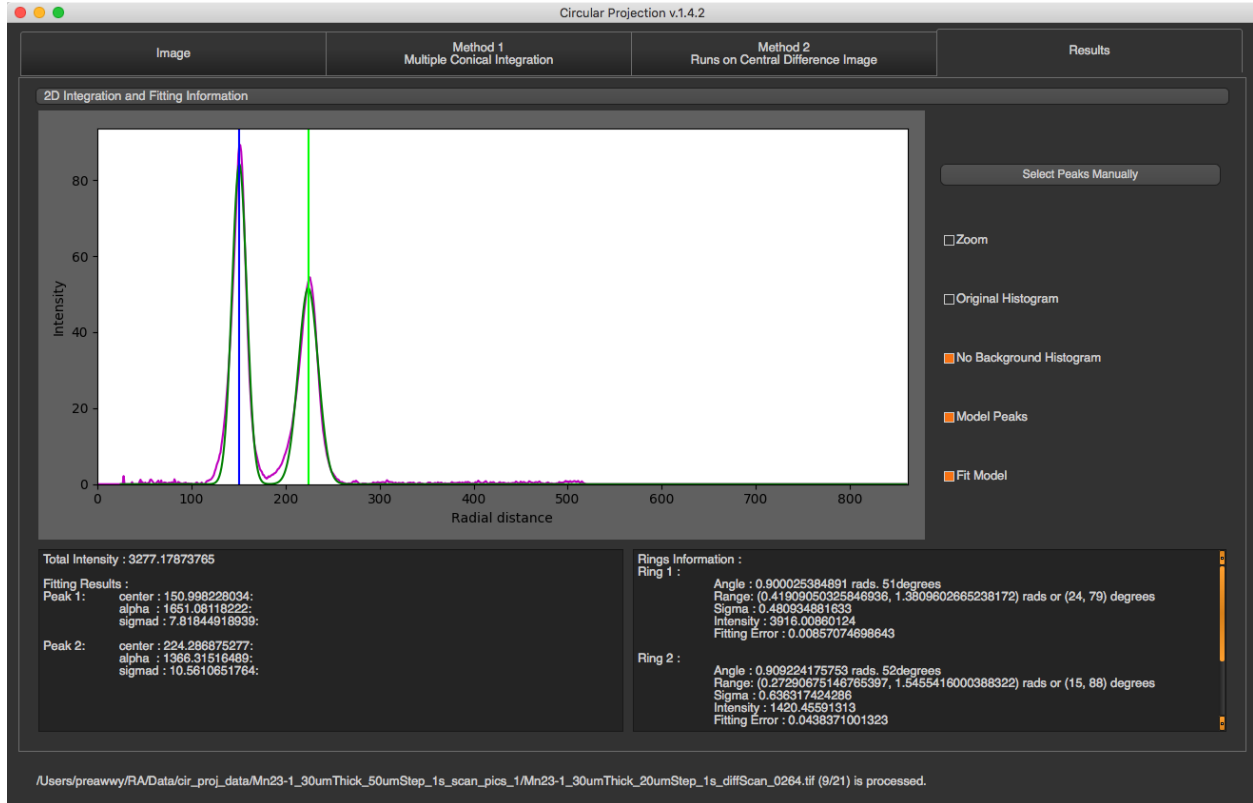 Circular Projection v.1.4.2
Image
Method 1
Multiple Conical Integration
Method 2
Runs on Central Difference Image
Results
2D Integration and Fitting Information
Intensity
80
60
40
20
0
0 100 200 300 400 500 600 700 800
Radial distance
Select Peaks Manually
Zoom
Original Histogram
No Background Histogram
Model Peaks
Fit Model
Total Intensity : 3277.17873765
Fitting Results :
Peak 1: center : 150.998228034:
alpha : 1651.08118222:
sigmad : 7.81844918939:
Peak 2: center : 224.286875277:
alpha : 1366.31516489:
sigmad : 10.5610651764:
Rings Information :
Ring 1 :
Angle : 0.900025384891 rads. 51degrees
Range: (0.41909050325846936, 1.3809602665238172) rads or (24, 79) degrees
Sigma : 0.480934881633
Intensity : 3916.00860124
Fitting Error : 0.00857074698643
Ring 2 :
Angle : 0.909224175753 rads. 52degrees
Range: (0.27290675146765397, 1.5455416000388322) rads or (15, 88) degrees
Sigma : 0.636317424286
Intensity : 1420.45591313
Fitting Error : 0.0438371001323
/Users/preawwy/RA/Data/cir_proj_data/Mn23-1_30umThick_50umStep_1s_scan_pics_1/Mn23-1_30umThick_20umStep_1s_diffScan_0264.tif (9/21) is processed.